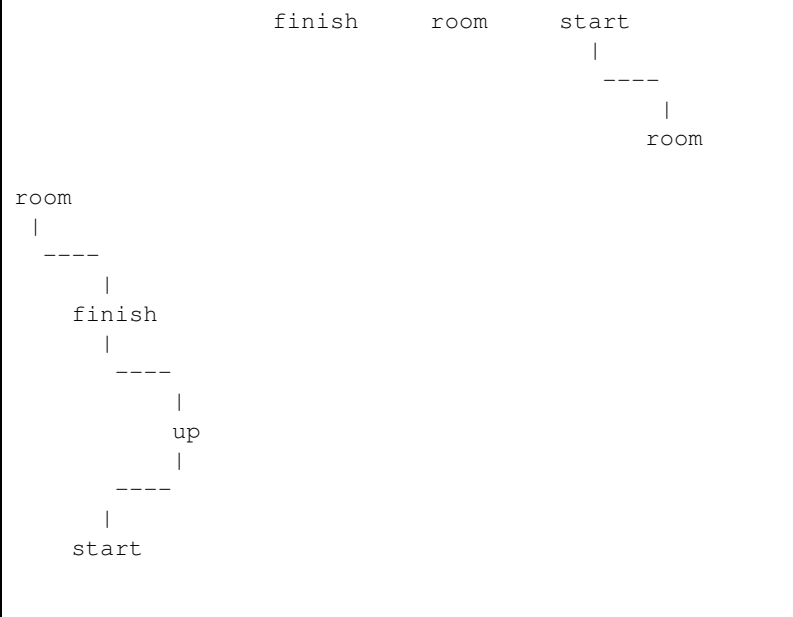 finish room start
|
----
|
room
room
|
----
|
finish
|
----
|
up
|
----
|
start